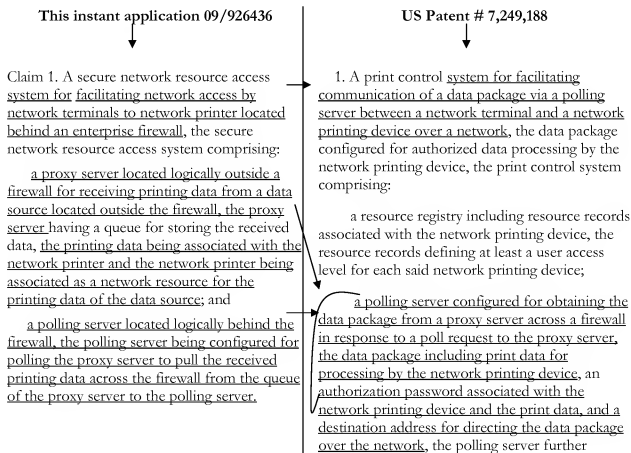 This instant application 09/926436
Claim 1. A secure network resource access
system for facilitating network access by
network terminals to network printer located
behind an enterprise firewall, the secure
network resource access system comprising:
a proxy server located logically outside a
firewall for receiving printing data from a data
source located outside the firewall, the proxy
server having a queue for storing the received
data, the printing data being associated with the
network printer and the network printer being
associated as a network resource for the
printing data of the data source; and
a polling server located logically behind the
firewall, the polling server being configured for
polling the proxy server to pull the received
printing data across the firewall from the queue
of the proxy server to the polling server.
US Patent # 7,249,188
1. A print control system for facilitating
communication of a data package via a polling
server between a network terminal and a network
printing device over a network, the data package
configured for authorized data processing by the
network printing device, the print control system
comprising:
a resource registry including resource records
associated with the network printing device, the
resource records defining at least a user access
level for each said network printing device;
a polling server configured for obtaining the
data package from a proxy server across a firewall
in response to a poll request to the proxy server,
the data package including print data for
processing by the network printing device, an
authorization password associated with the
network printing device and the print data, and a
destination address for directing the data package
over the network, the polling server further